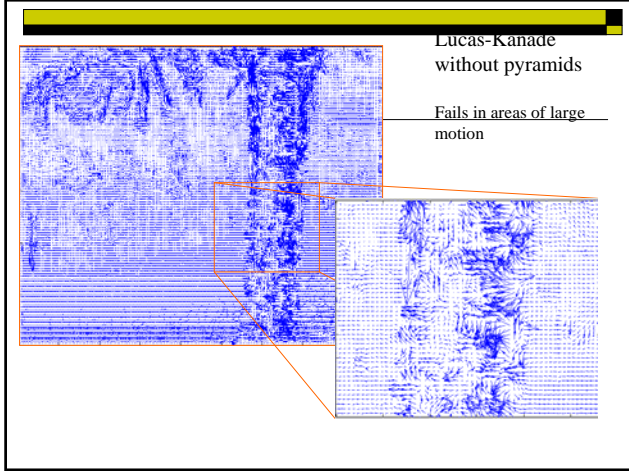 Lucas-Kanade
without pyramids
Fails in areas of large
motion